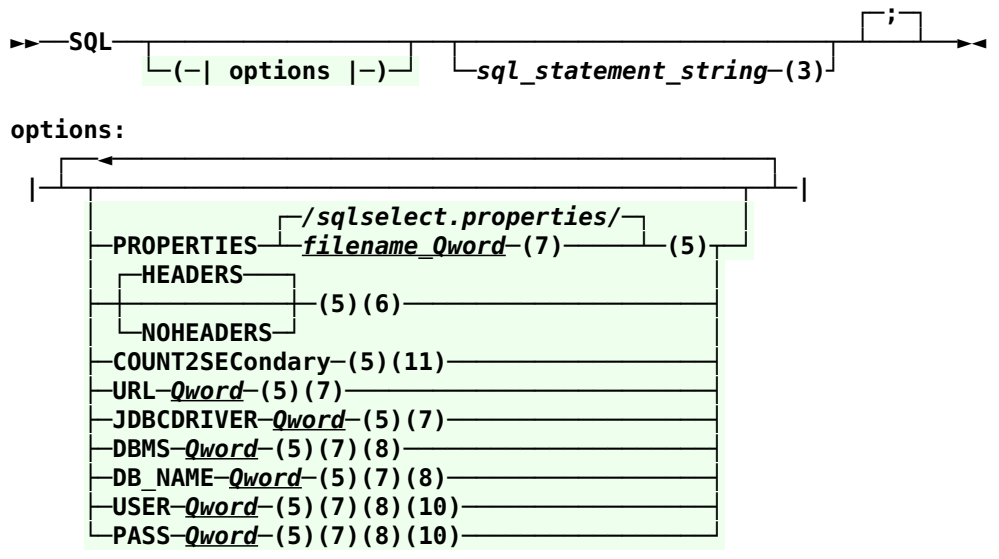 ┌─;─┐
►►──SQL──┬─────────────────┬──┬──────────────────────────┬─┴───┴──►◄
└─(─| options |─)─┘ └─sql_statement_string─(3)─┘
options:
┌──◄──────────────────────────────────────────────┐
|─┴─┬─────────────────────────────────────────────┬─┴─|
┌─/sqlselect.properties/─┐
├─PROPERTIES─┴─filename_Qword─(7)──────┴─(5)─┬─┘
┌─HEADERS───┐
├─┼───────────┼─(5)(6)──────────────────────┤
└─NOHEADERS─┘
├─COUNT2SECondary─(5)(11)───────────────────┤
├─URL─Qword─(5)(7)──────────────────────────┤
├─JDBCDRIVER─Qword─(5)(7)───────────────────┤
├─DBMS─Qword─(5)(7)(8)──────────────────────┤
├─DB_NAME─Qword─(5)(7)(8)───────────────────┤
├─USER─Qword─(5)(7)(8)(10)──────────────────┤
└─PASS─Qword─(5)(7)(8)(10)──────────────────┘